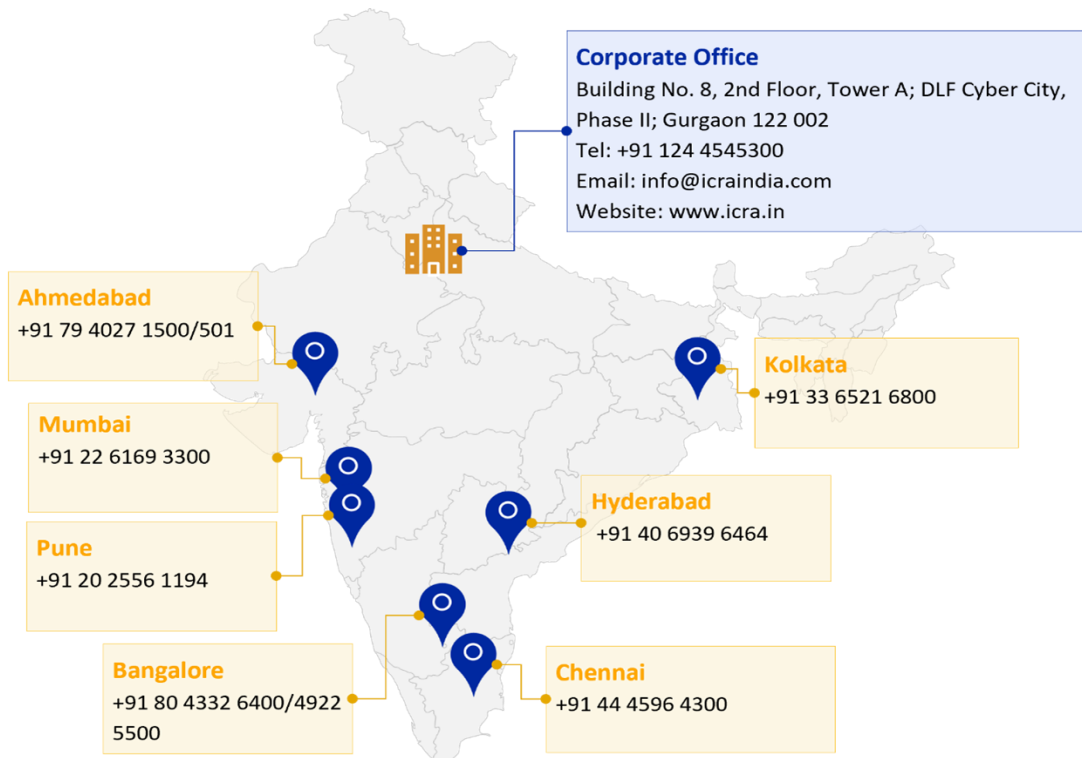 Corporate Office
Building No. 8, 2nd Floor, Tower A; DLF Cyber City,
Phase II; Gurgaon 122 002
Tel: +91 124 4545300
Email: info@icraindia.com
Website: www.icra.in
Ahmedabad
+91 79 4027 1500/501
Kolkata
+91 33 6521 6800
Mumbai
+91 22 6169 3300
Hyderabad
+91 40 6939 6464
Pune
+91 20 2556 1194
Bangalore
+91 80 4332 6400/4922
5500
Chennai
+91 44 4596 4300